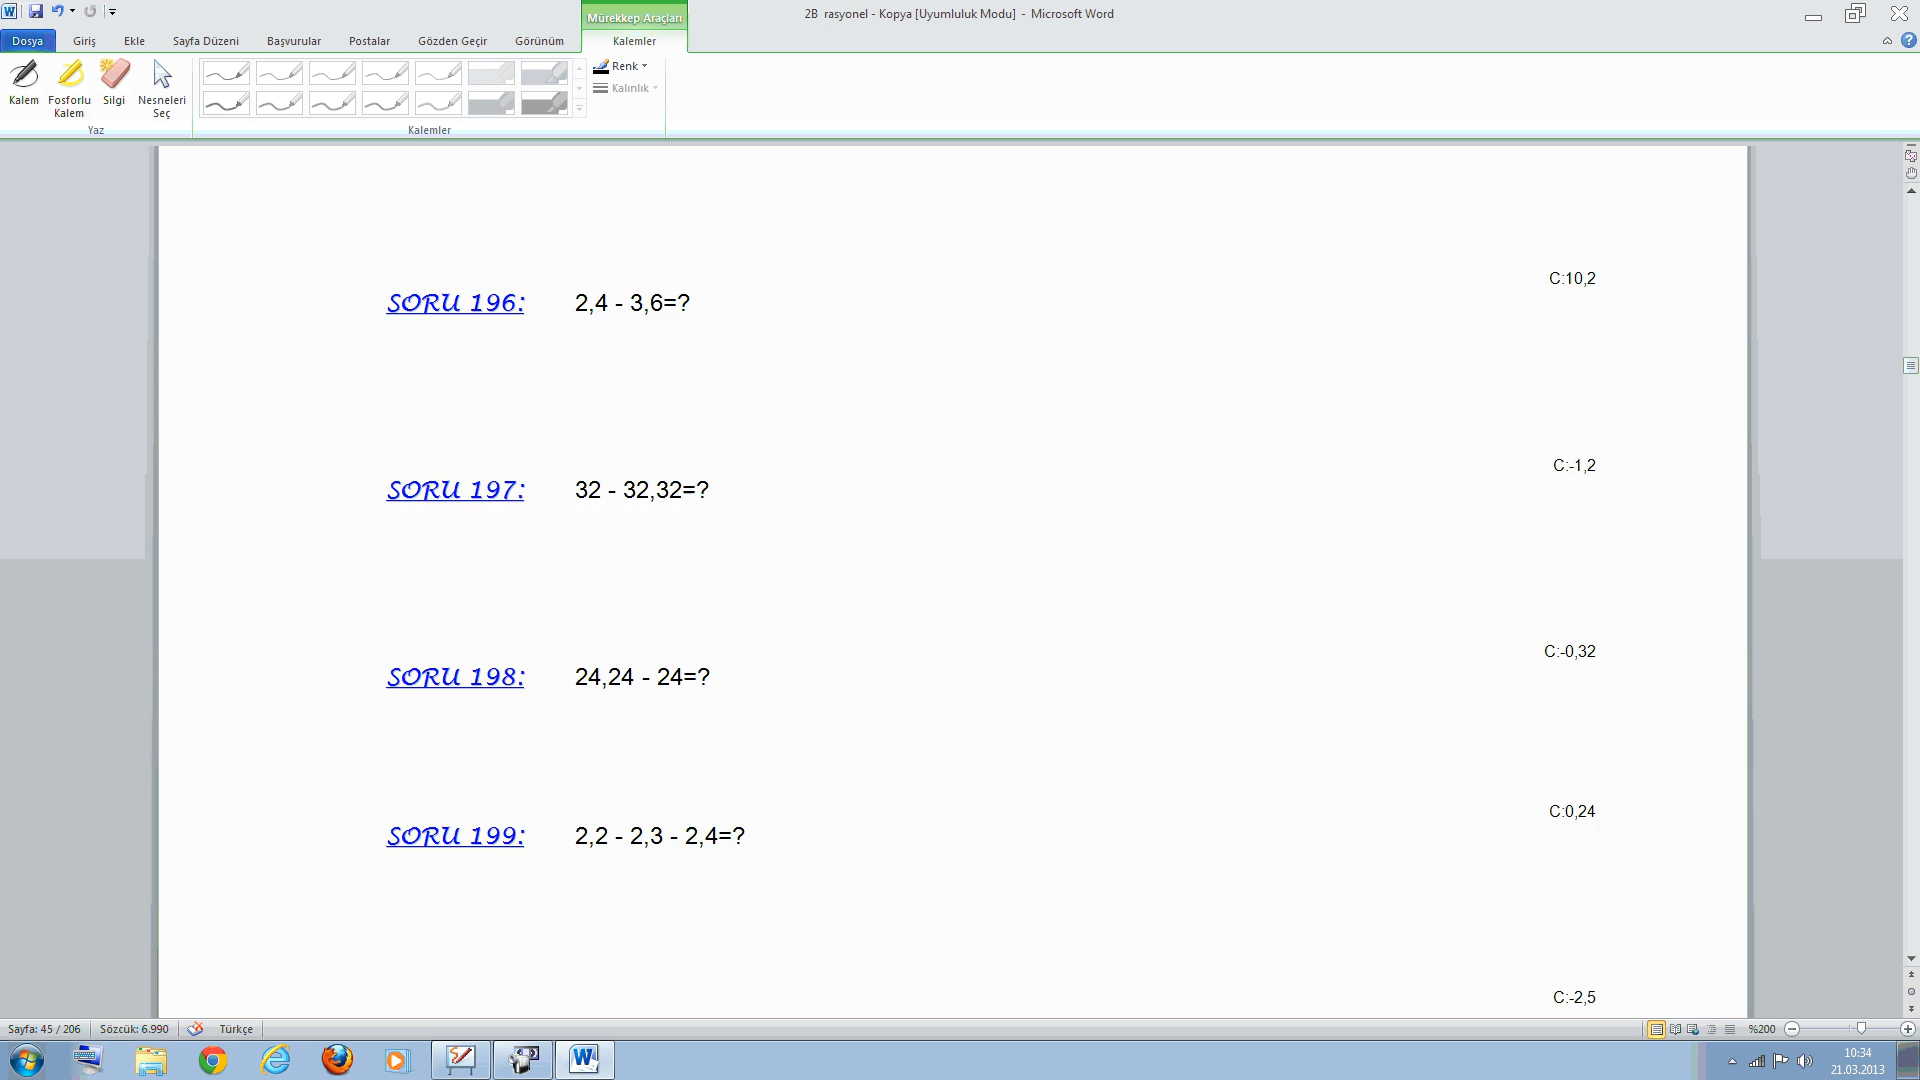 2B rasyonel - Kopya [Uyumluluk Modu] - Microsoft Word
Mürekkep Araçları
Dosya Giriş Ekle Sayfa Düzeni Başvurular Postalar Gözden Geçir Görünüm Kalemler
Kalem
Fosforlu Kalem
Silgi
Nesneleri Seç
Renk
Kalınlık
Yaz
Kalemler
C:10,2
SORU 196: 2,4 - 3,6=?
C:-1,2
SORU 197: 32 - 32,32=?
C:-0,32
SORU 198: 24,24 - 24=?
C:0,24
SORU 199: 2,2 - 2,3 - 2,4=?
C:-2,5
Sayfa: 45 / 206 Sözcük: 6.990 Türkçe %200
10:34
21.03.2013